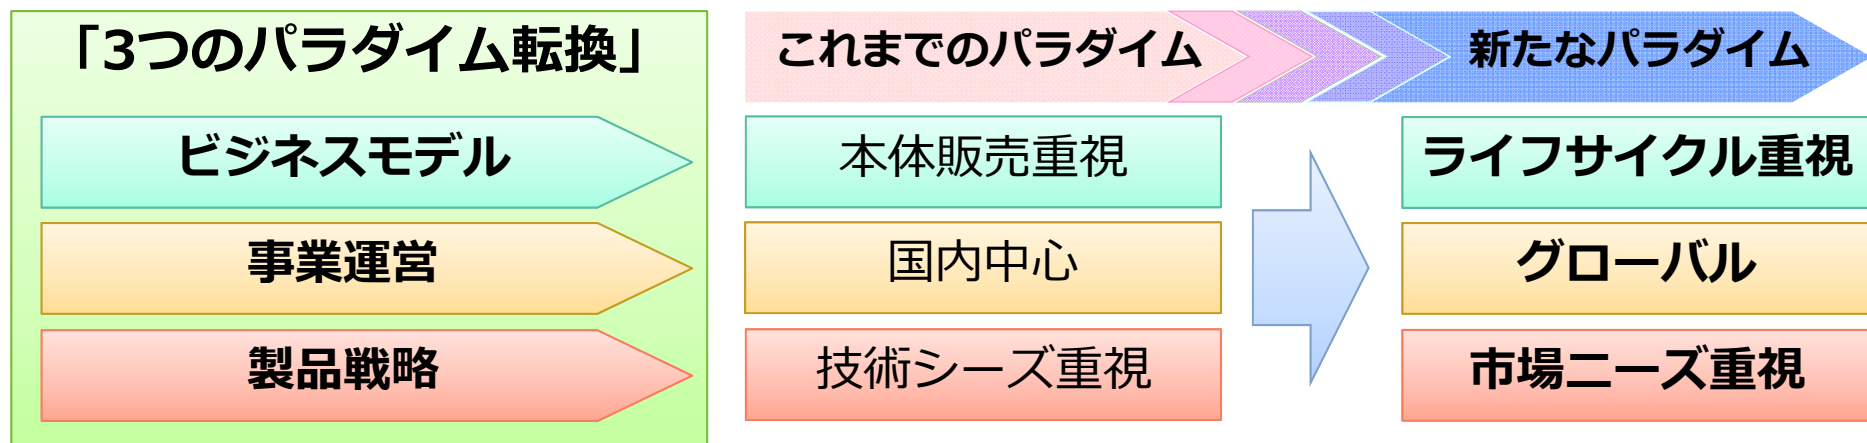 「3つのパラダイム転換」
これまでのパラダイム
新たなパラダイム
ビジネスモデル
本体販売重視
ライフサイクル重視
事業運営
国内中心
グローバル
製品戦略
技術シーズ重視
市場ニーズ重視